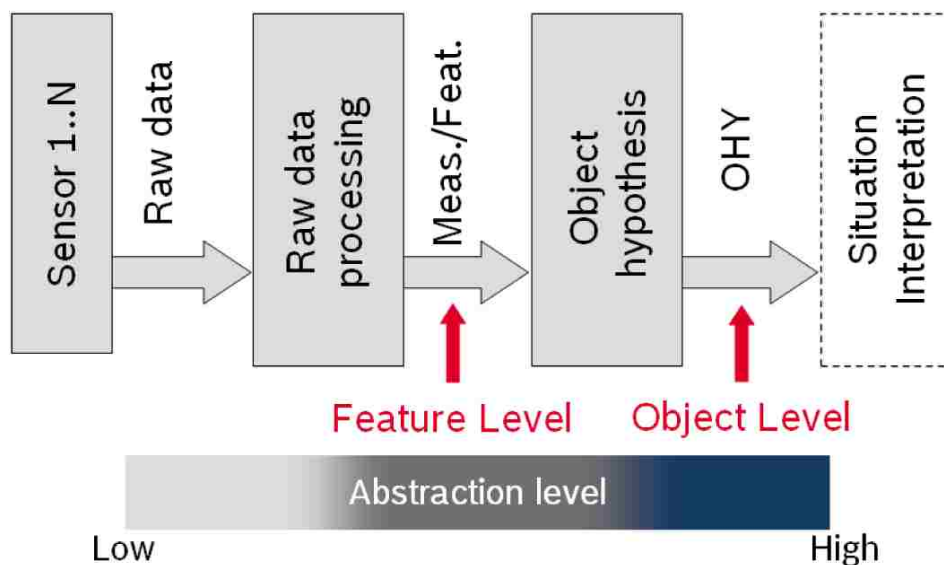 Sensor 1..N
Raw data
Raw data
processing
Meas./Feat.
Object
hypothesis
OHY
Situation
Interpretation
Feature Level
Object Level
Abstraction level
Low
High